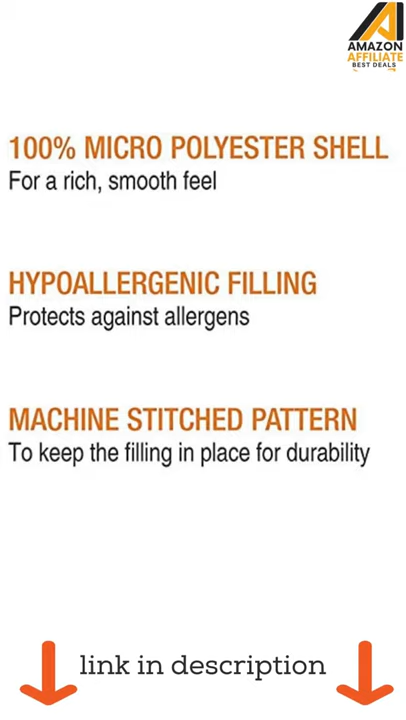 AMAZON
AFFILIATE
BEST DEALS
100% MICRO POLYESTER SHELL
For a rich, smooth feel
HYPOALLERGENIC FILLING
Protects against allergens
MACHINE STITCHED PATTERN
To keep the filling in place for durability
link in description